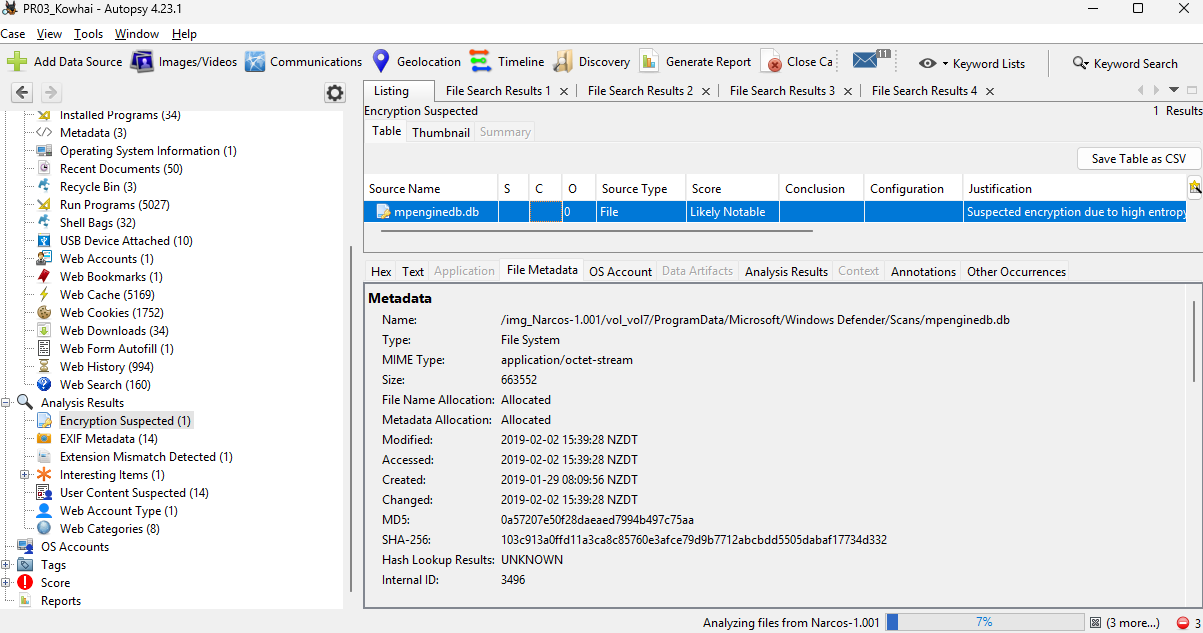 PR03_Kowhai - Autopsy 4.23.1
Case View Tools Window Help
Add Data Source Images/Videos Communications Geolocation Timeline Discovery Generate Report Close Ca 11 Keyword Lists Keyword Search
Listing File Search Results 1 File Search Results 2 File Search Results 3 File Search Results 4
Encryption Suspected 1 Results
Table Thumbnail Summary
Save Table as CSV
Source Name S C O Source Type Score Conclusion Configuration Justification
mpenginedb.db 0 File Likely Notable Suspected encryption due to high entropy
Installed Programs (34)
Metadata (3)
Operating System Information (1)
Recent Documents (50)
Recycle Bin (3)
Run Programs (5027)
Shell Bags (32)
USB Device Attached (10)
Web Accounts (1)
Web Bookmarks (1)
Web Cache (5169)
Web Cookies (1752)
Web Downloads (34)
Web Form Autofill (1)
Web History (994)
Web Search (160)
Analysis Results
Encryption Suspected (1)
EXIF Metadata (14)
Extension Mismatch Detected (1)
Interesting Items (1)
User Content Suspected (14)
Web Account Type (1)
Web Categories (8)
OS Accounts
Tags
Score
Reports
Hex Text Application File Metadata OS Account Data Artifacts Analysis Results Context Annotations Other Occurrences
Metadata
Name: /img_Narcos-1.001/vol_vol7/ProgramData/Microsoft/Windows Defender/Scans/mpenginedb.db
Type: File System
MIME Type: application/octet-stream
Size: 663552
File Name Allocation: Allocated
Metadata Allocation: Allocated
Modified: 2019-02-02 15:39:28 NZDT
Accessed: 2019-02-02 15:39:28 NZDT
Created: 2019-01-29 08:09:56 NZDT
Changed: 2019-02-02 15:39:28 NZDT
MD5: 0a57207e50f28daeaed7994b497c75aa
SHA-256: 103c913a0ffd11a3ca8c85760e3afce79d9b7712abcbdd5505dabaf17734d332
Hash Lookup Results: UNKNOWN
Internal ID: 3496
Analyzing files from Narcos-1.001 7% (3 more...) 3